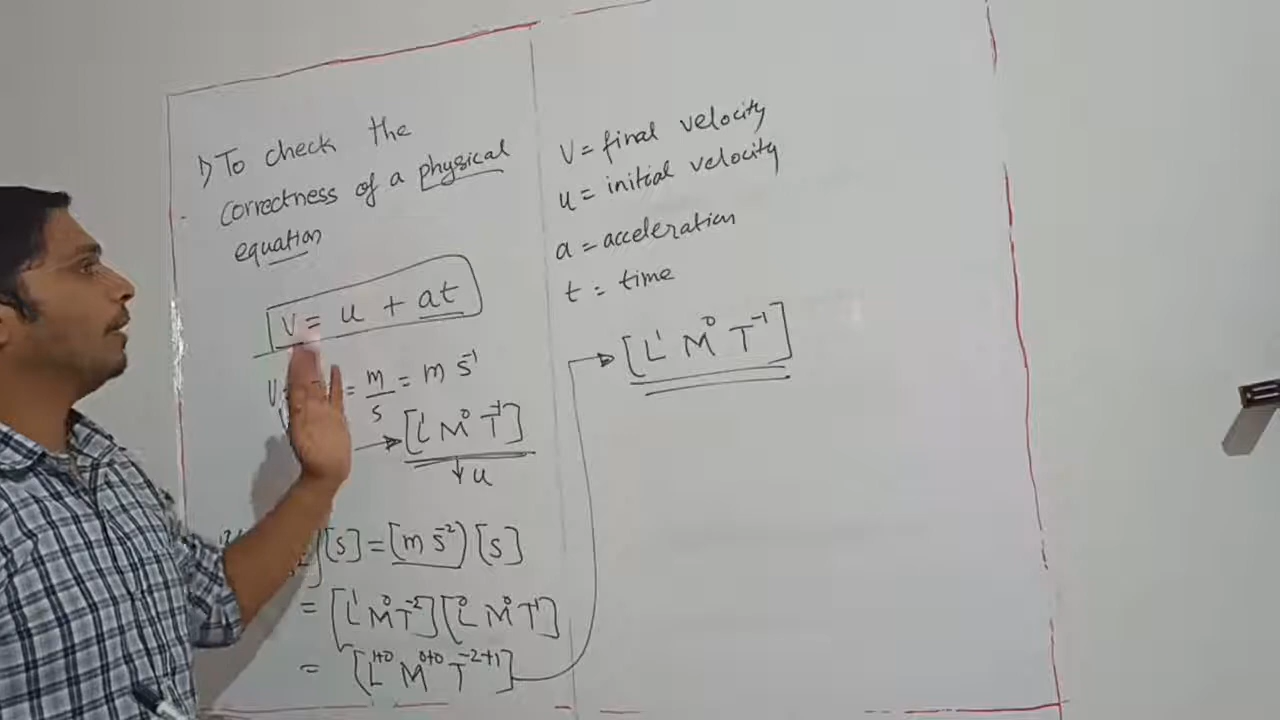 1) To check the
correctness of a physical
equation
V = u + at
= m/s = m s⁻¹
[L¹ M⁰ T⁻¹]
u
[s] = [m s⁻²) [s]
= [L¹ M⁰ T⁻²] [L⁰ M⁰ T¹]
= [L¹⁺⁰ M⁰⁺⁰ T⁻²⁺¹]
V = final velocity
u = initial velocity
a = acceleration
t = time
[L¹ M⁰ T⁻¹]